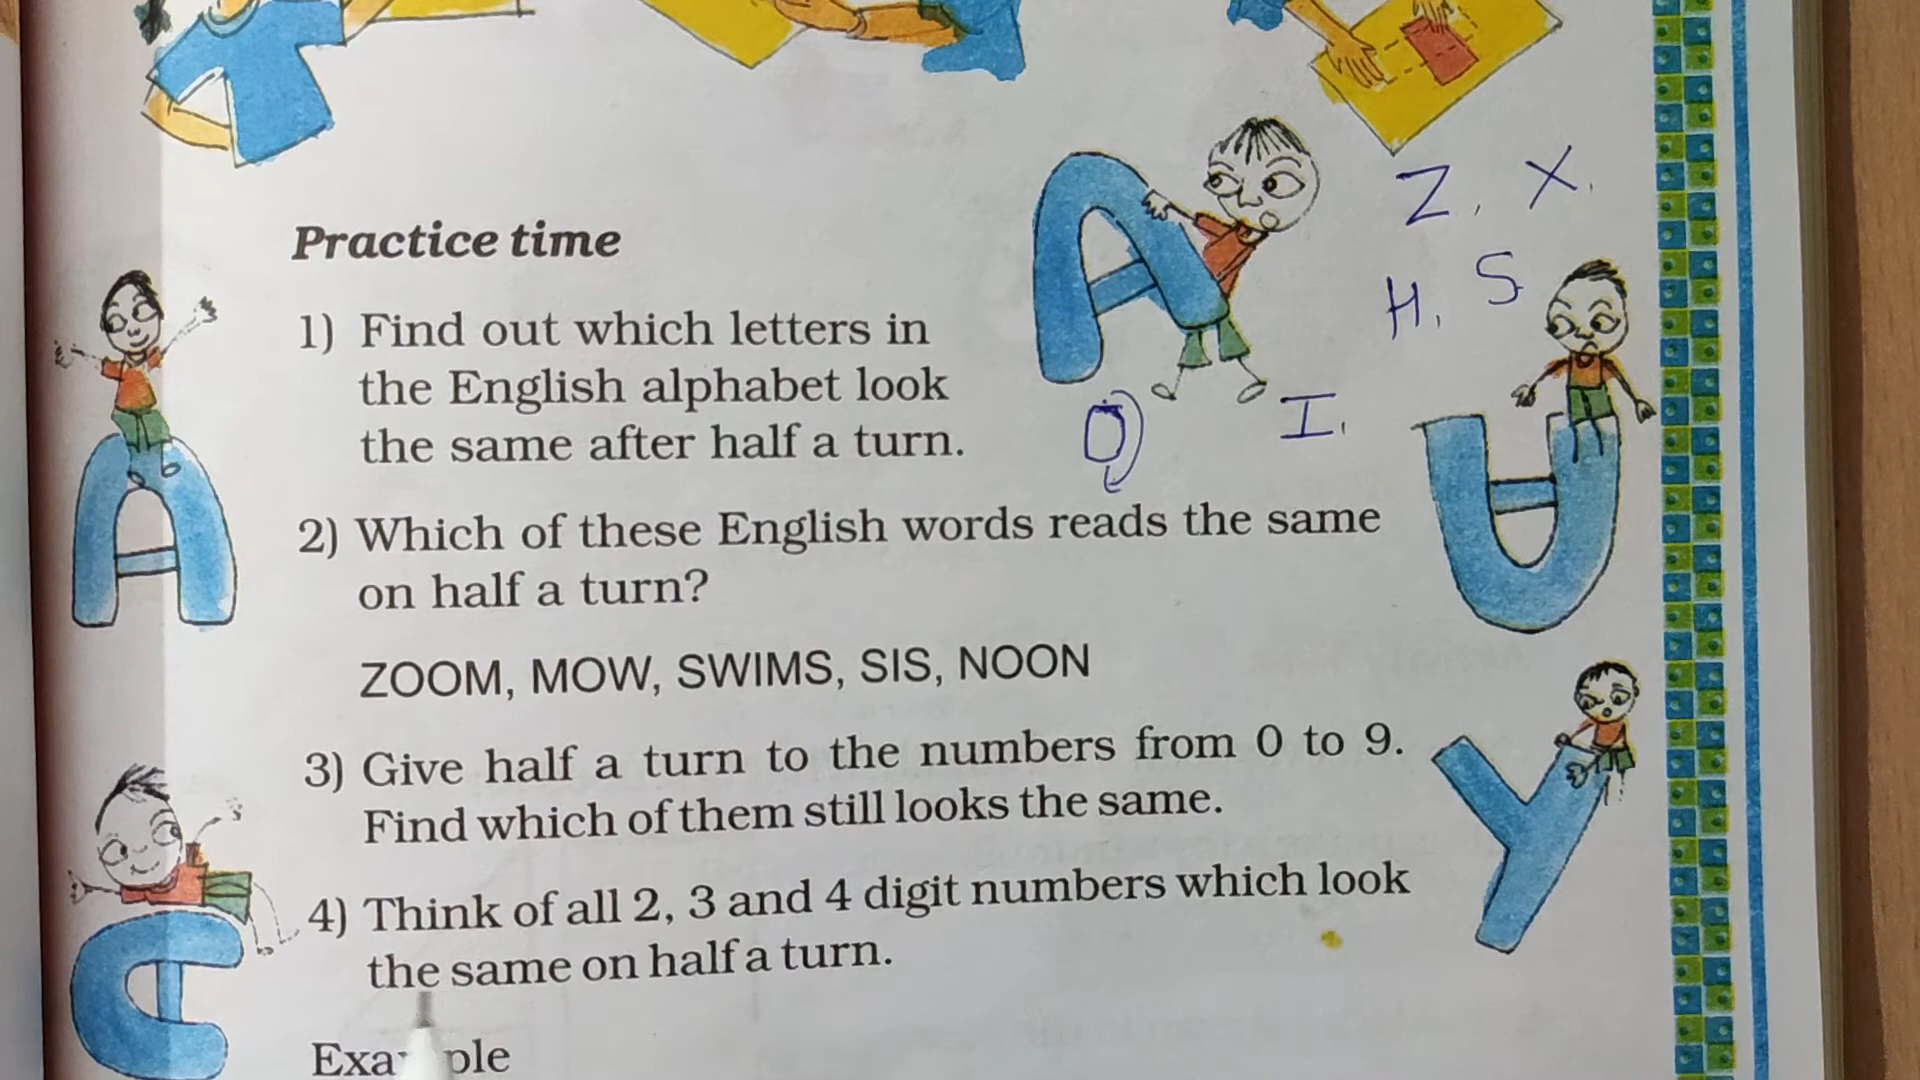 Z, X,
H, S
O
I,
Practice time
1) Find out which letters in
the English alphabet look
the same after half a turn.
2) Which of these English words reads the same
on half a turn?
ZOOM, MOW, SWIMS, SIS, NOON
3) Give half a turn to the numbers from 0 to 9.
Find which of them still looks the same.
4) Think of all 2, 3 and 4 digit numbers which look
the same on half a turn.